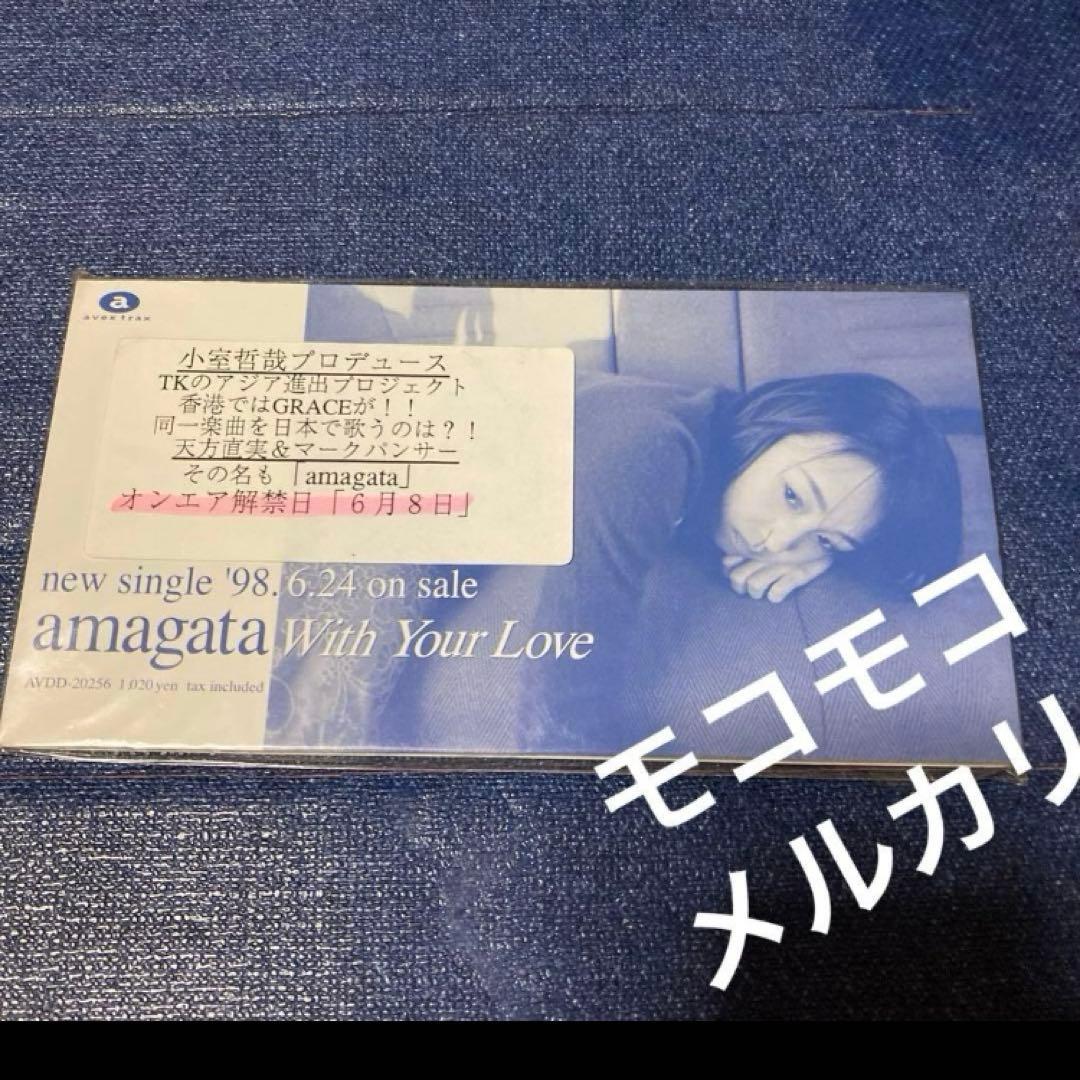 a
avex trax
小室哲哉プロデュース
TKのアジア進出プロジェクト
香港ではGRACEが！！
同一楽曲を日本で歌うのは？！
天方直実＆マークパンサー
その名も「amagata」
オンエア解禁日「６月８日」
new single '98. 6.24 on sale
amagata With Your Love
AVDD-20256 1,020 yen tax included
モコモコ
メルカリ